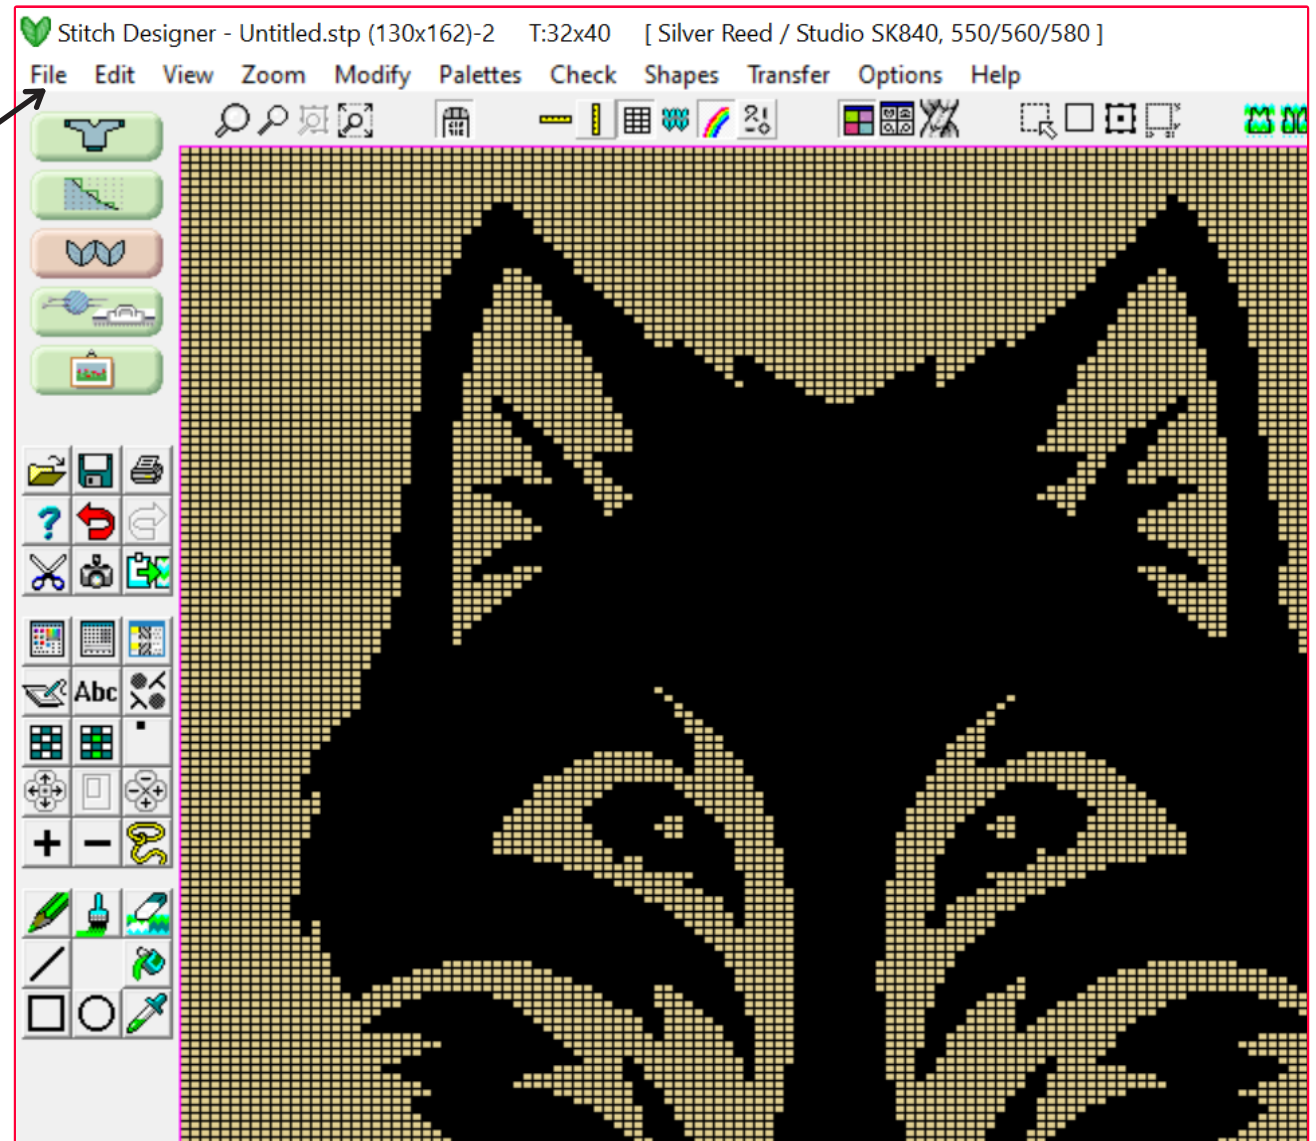 Stitch Designer - Untitled.stp (130x162)-2 T:32x40 [ Silver Reed / Studio SK840, 550/560/580 ]
File Edit View Zoom Modify Palettes Check Shapes Transfer Options Help
Abc